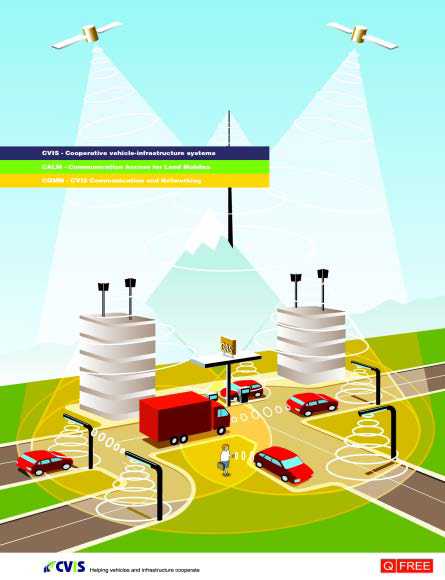 CVIS - Cooperative vehicle-infrastructure systems
CALM - Communication Access for Land Mobiles
COMM - CVIS Communication and Networking
GAS
CVIS Helping vehicles and infrastructure cooperate
Q FREE